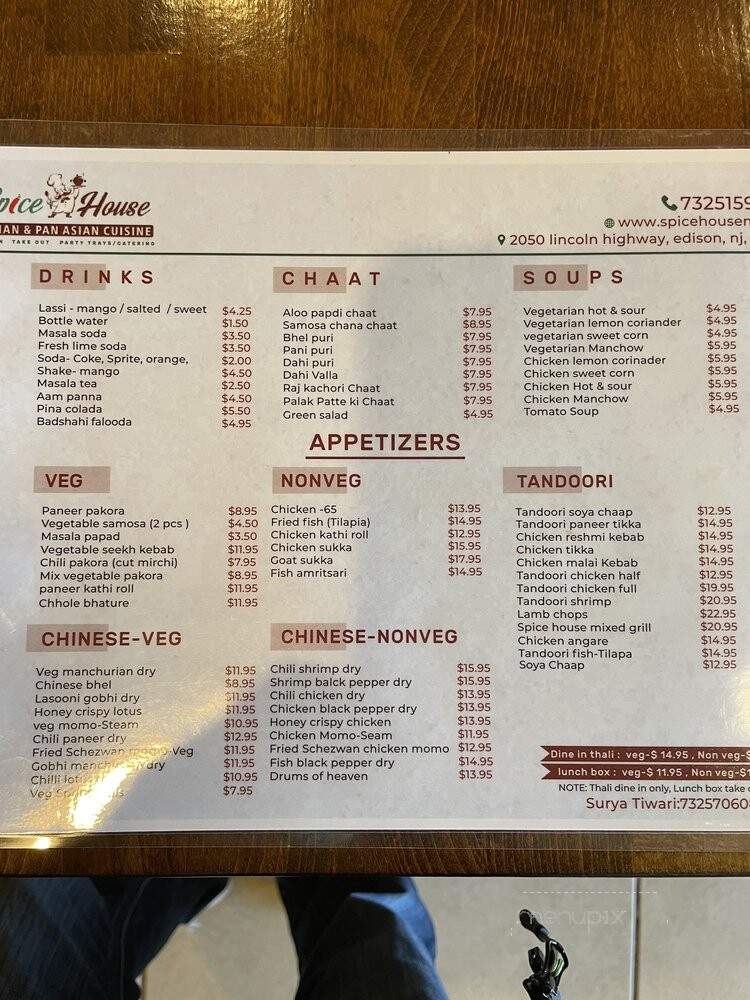 pice House
IAN & PAN ASIAN CUISINE
N TAKE OUT PARTY TRAYS/CATERING
7325159
www.spicehousen
2050 lincoln highway, edison, nj,
DRINKS
Lassi - mango / salted / sweet $4.25
Bottle water $1.50
Masala soda $3.50
Fresh lime soda $3.50
Soda- Coke, Sprite, orange, $2.00
Shake- mango $4.50
Masala tea $2.50
Aam panna $4.50
Pina colada $5.50
Badshahi falooda $4.95
CHAAT
Aloo papdi chaat $7.95
Samosa chana chaat $8.95
Bhel puri $7.95
Pani puri $7.95
Dahi puri $7.95
Dahi Valla $7.95
Raj kachori Chaat $7.95
Palak Patte ki Chaat $7.95
Green salad $4.95
SOUPS
Vegetarian hot & sour $4.95
Vegetarian lemon coriander $4.95
vegetarian sweet corn $4.95
Vegetarian Manchow $5.95
Chicken lemon corinader $5.95
Chicken sweet corn $5.95
Chicken Hot & sour $5.95
Chicken Manchow $5.95
Tomato Soup $4.95
APPETIZERS
VEG
Paneer pakora $8.95
Vegetable samosa (2 pcs ) $4.50
Masala papad $3.50
Vegetable seekh kebab $11.95
Chili pakora (cut mirchi) $7.95
Mix vegetable pakora $8.95
paneer kathi roll $11.95
Chhole bhature $11.95
NONVEG
Chicken -65 $13.95
Fried fish (Tilapia) $14.95
Chicken kathi roll $12.95
Chicken sukka $15.95
Goat sukka $17.95
Fish amritsari $14.95
TANDOORI
Tandoori soya chaap $12.95
Tandoori paneer tikka $14.95
Chicken reshmi kebab $14.95
Chicken tikka $14.95
Chicken malai Kebab $14.95
Tandoori chicken half $12.95
Tandoori chicken full $19.95
Tandoori shrimp $20.95
Lamb chops $22.95
Spice house mixed grill $20.95
Chicken angare $14.95
Tandoori fish-Tilapa $14.95
Soya Chaap $12.95
CHINESE-VEG
Veg manchurian dry $11.95
Chinese bhel $8.95
Lasooni gobhi dry $11.95
Honey crispy lotus $11.95
veg momo-Steam $10.95
Chili paneer dry $12.95
Fried Schezwan momo-Veg $11.95
Gobhi manchurian dry $11.95
Chilli lotus $10.95
Veg $7.95
CHINESE-NONVEG
Chili shrimp dry $15.95
Shrimp balck pepper dry $15.95
Chili chicken dry $13.95
Chicken black pepper dry $13.95
Honey crispy chicken $13.95
Chicken Momo-Seam $11.95
Fried Schezwan chicken momo $12.95
Fish black pepper dry $14.95
Drums of heaven $13.95
Dine in thali : veg-$ 14.95 , Non veg-$
lunch box : veg-$ 11.95 , Non veg-$
NOTE: Thali dine in only, Lunch box take
Surya Tiwari:73257060
menupix